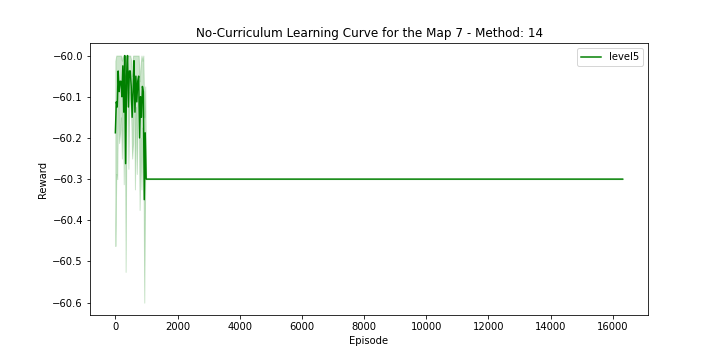 No-Curriculum Learning Curve for the Map 7 - Method: 14
level5
−60.0
−60.1
−60.2
−60.3
−60.4
−60.5
−60.6
Reward
0 2000 4000 6000 8000 10000 12000 14000 16000
Episode